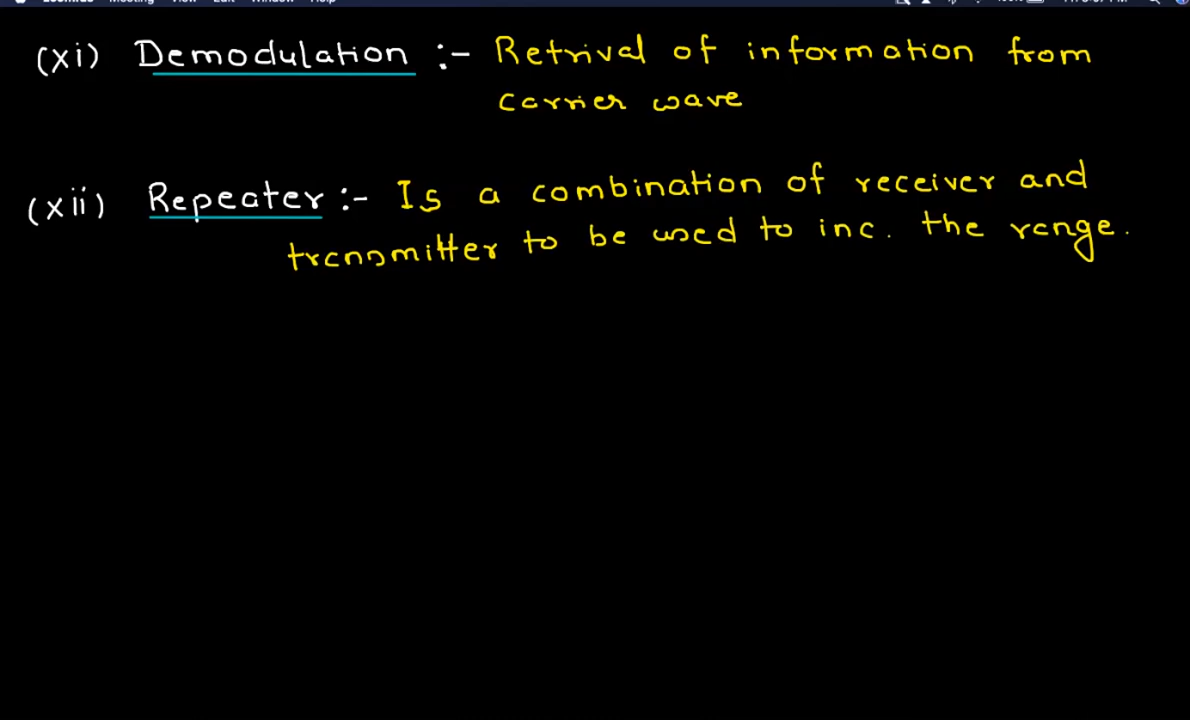 (xi) Demodulation :- Retrival of information from
carrier wave
(xii) Repeater :- Is a combination of receiver and
transmitter to be used to inc. the range.